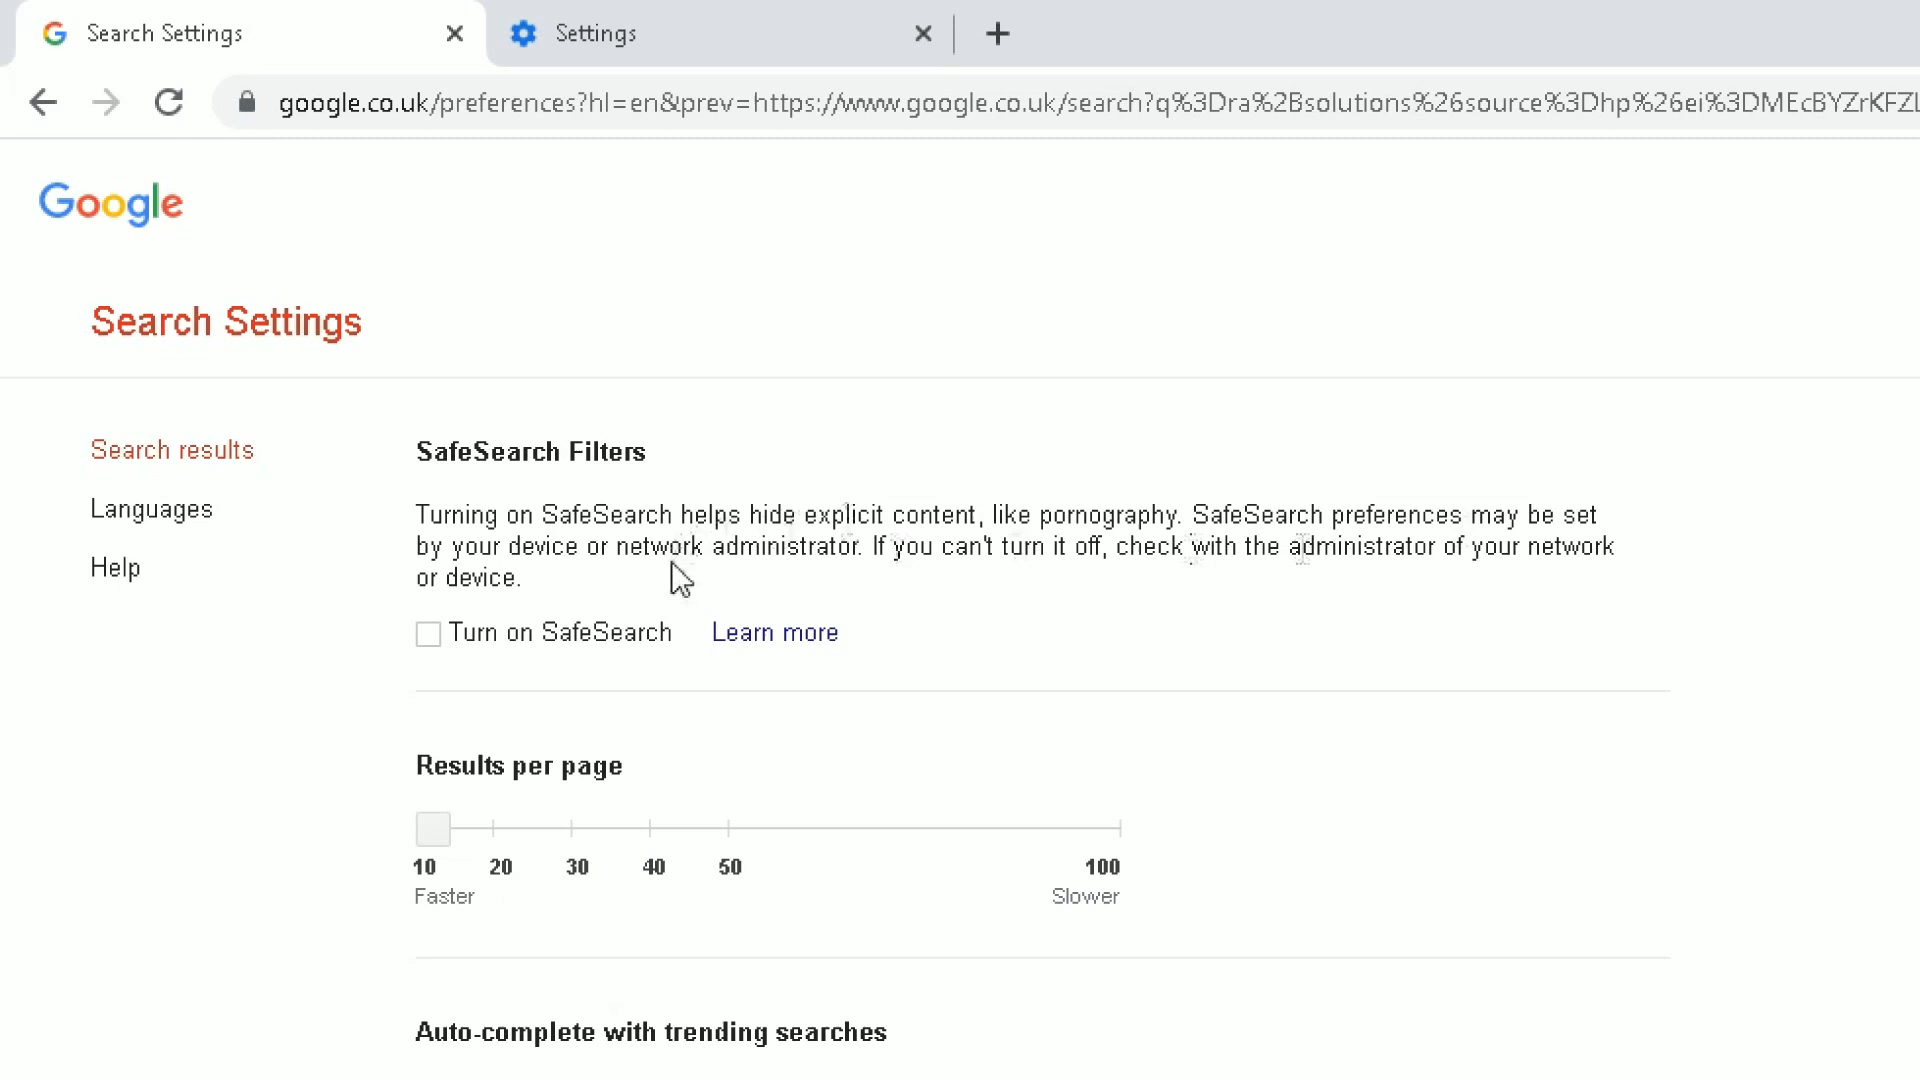 Search Settings
Settings
google.co.uk/preferences?hl=en&prev=https://www.google.co.uk/search?q%3Dra%2Bsolutions%26source%3Dhp%26ei%3DMEcBYZrKFZL
Google
Search Settings
Search results
Languages
Help
SafeSearch Filters
Turning on SafeSearch helps hide explicit content, like pornography. SafeSearch preferences may be set
by your device or network administrator. If you can't turn it off, check with the administrator of your network
or device.
Turn on SafeSearch Learn more
Results per page
10 20 30 40 50 100
Faster Slower
Auto-complete with trending searches